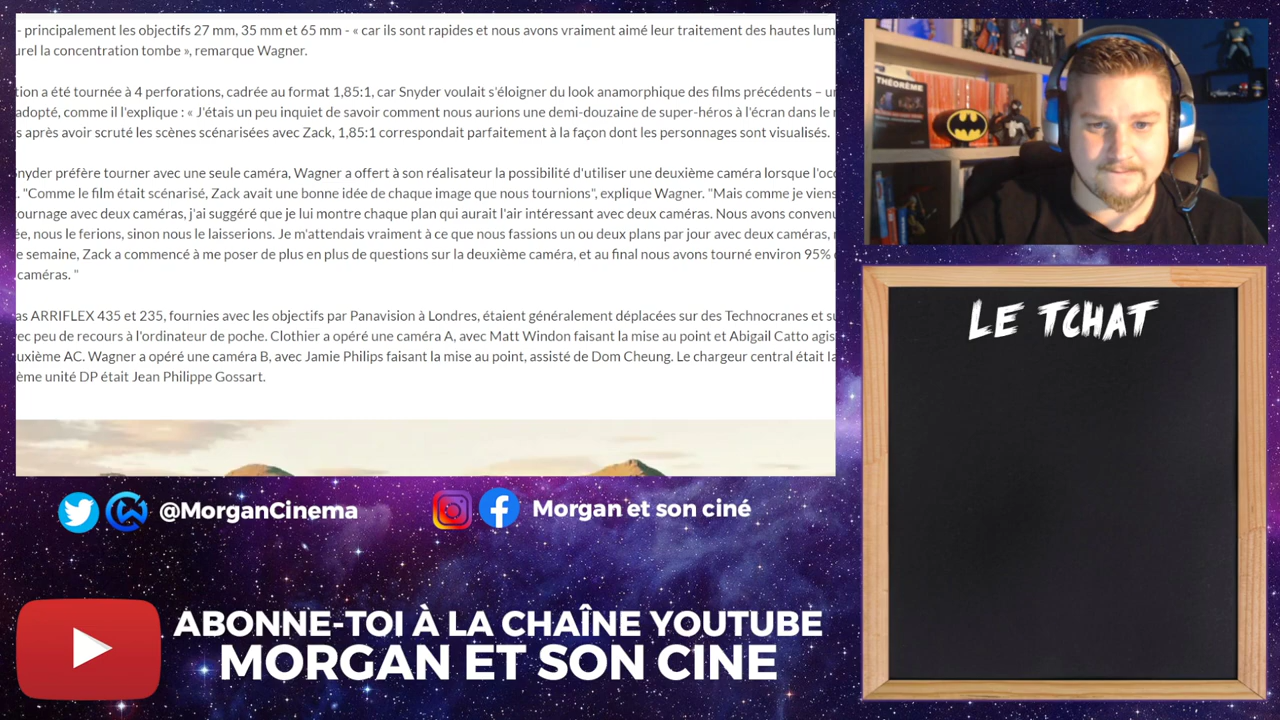 - principalement les objectifs 27 mm, 35 mm et 65 mm - « car ils sont rapides et nous avons vraiment aimé leur traitement des hautes lum
urel la concentration tombe », remarque Wagner.
tion a été tournée à 4 perforations, cadrée au format 1,85:1, car Snyder voulait s'éloigner du look anamorphique des films précédents – un
adopté, comme il l'explique : « J'étais un peu inquiet de savoir comment nous aurions une demi-douzaine de super-héros à l'écran dans le
s après avoir scruté les scènes scénarisées avec Zack, 1,85:1 correspondait parfaitement à la façon dont les personnages sont visualisés.
Snyder préfère tourner avec une seule caméra, Wagner a offert à son réalisateur la possibilité d'utiliser une deuxième caméra lorsque l'occ
. "Comme le film était scénarisé, Zack avait une bonne idée de chaque image que nous tournions", explique Wagner. "Mais comme je viens
tournage avec deux caméras, j'ai suggéré que je lui montre chaque plan qui aurait l'air intéressant avec deux caméras. Nous avons convenu
ée, nous le ferions, sinon nous le laisserions. Je m'attendais vraiment à ce que nous fassions un ou deux plans par jour avec deux caméras,
e semaine, Zack a commencé à me poser de plus en plus de questions sur la deuxième caméra, et au final nous avons tourné environ 95%
caméras. "
as ARRIFLEX 435 et 235, fournies avec les objectifs par Panavision à Londres, étaient généralement déplacées sur des Technocranes et su
vec peu de recours à l'ordinateur de poche. Clothier a opéré une caméra A, avec Matt Windon faisant la mise au point et Abigail Catto agis
uxième AC. Wagner a opéré une caméra B, avec Jamie Philips faisant la mise au point, assisté de Dom Cheung. Le chargeur central était la
ème unité DP était Jean Philippe Gossart.
THÉORÈME
LE TCHAT
@MorganCinema
Morgan et son ciné
ABONNE-TOI À LA CHAÎNE YOUTUBE
MORGAN ET SON CINE